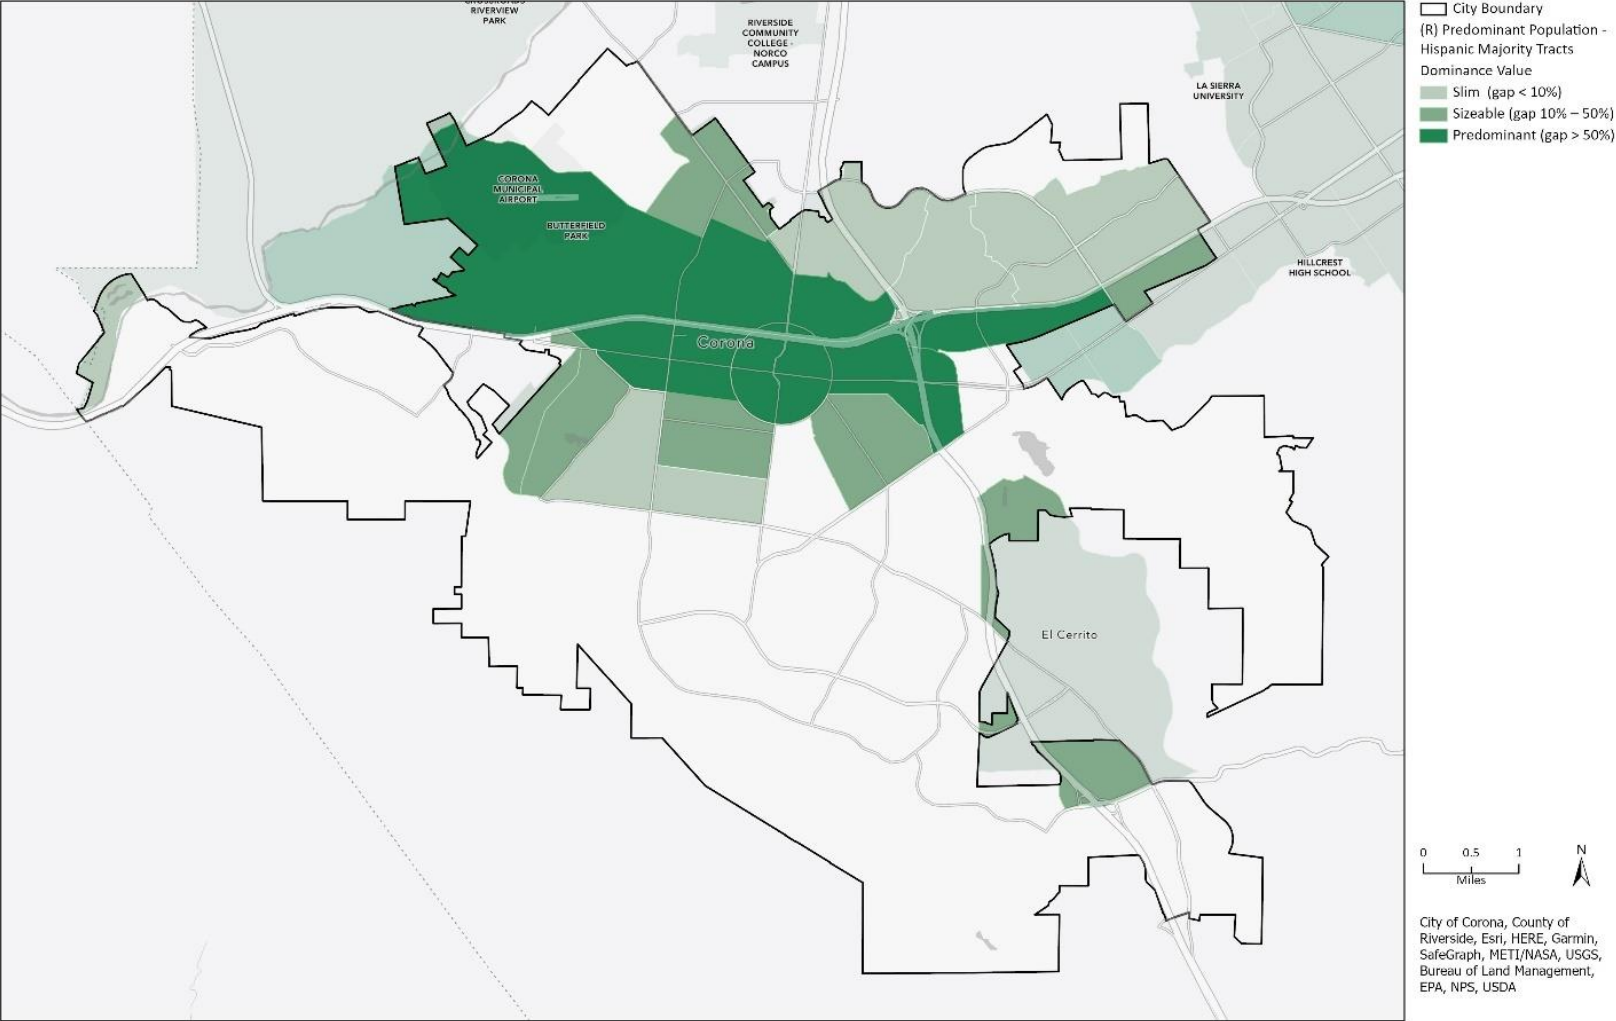 CROSSROADS
RIVERVIEW
PARK
RIVERSIDE
COMMUNITY
COLLEGE -
NORCO
CAMPUS
LA SIERRA
UNIVERSITY
CORONA
MUNICIPAL
AIRPORT
BUTTERFIELD
PARK
HILLCREST
HIGH SCHOOL
Corona
El Cerrito
City Boundary
(R) Predominant Population -
Hispanic Majority Tracts
Dominance Value
Slim (gap < 10%)
Sizeable (gap 10% – 50%)
Predominant (gap > 50%)
0 0.5 1
Miles
N
City of Corona, County of
Riverside, Esri, HERE, Garmin,
SafeGraph, METI/NASA, USGS,
Bureau of Land Management,
EPA, NPS, USDA